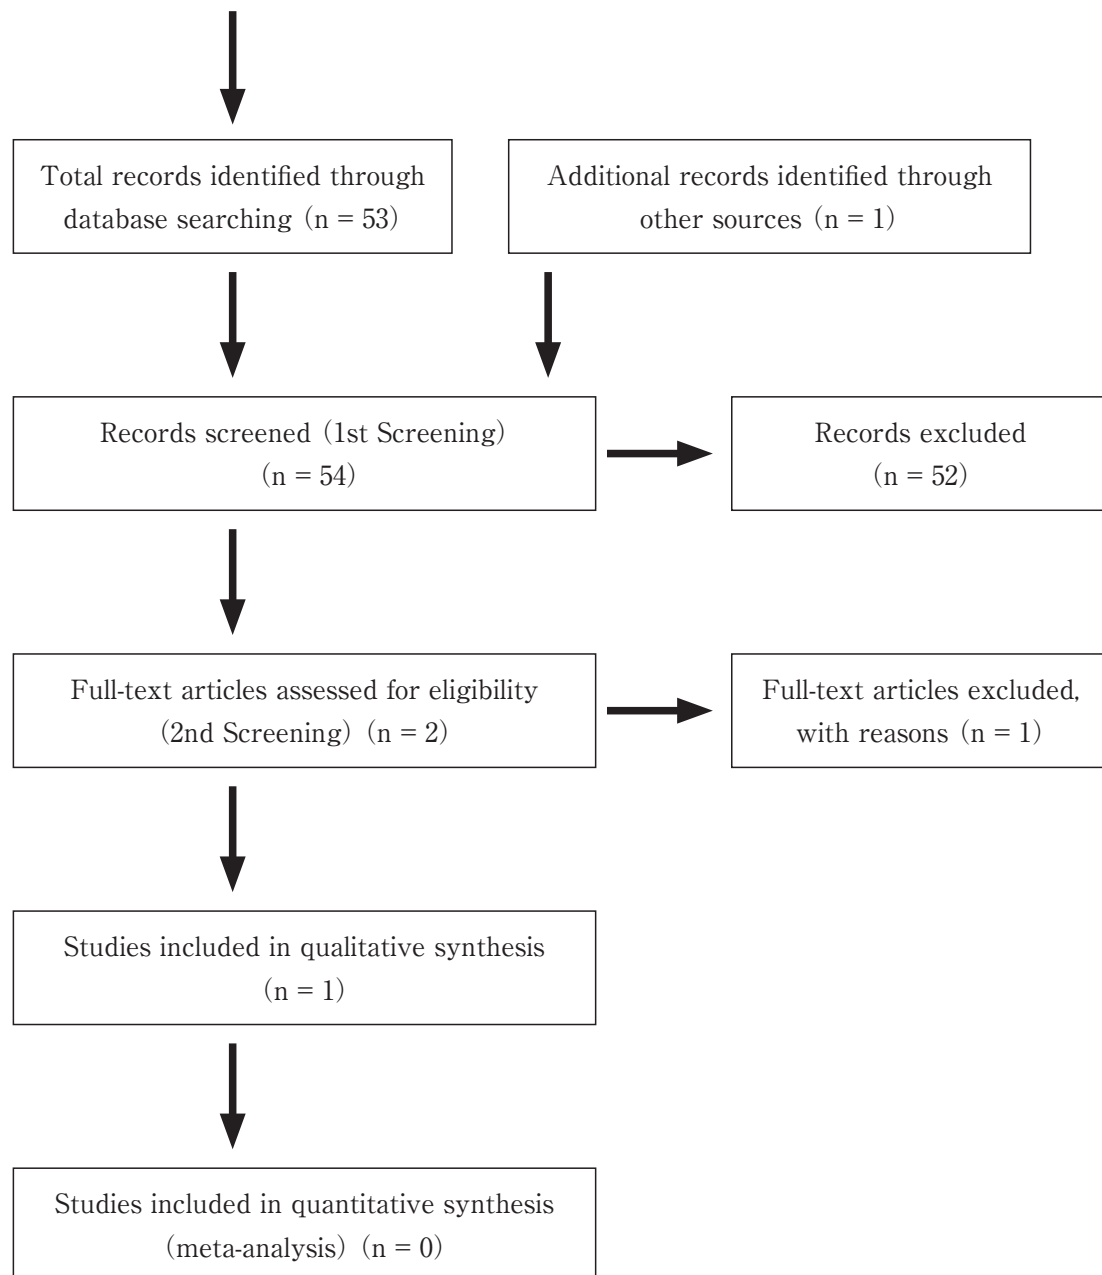 Total records identified through
database searching (n = 53)
Additional records identified through
other sources (n = 1)
Records screened (1st Screening)
(n = 54)
Records excluded
(n = 52)
Full-text articles assessed for eligibility
(2nd Screening) (n = 2)
Full-text articles excluded,
with reasons (n = 1)
Studies included in qualitative synthesis
(n = 1)
Studies included in quantitative synthesis
(meta-analysis) (n = 0)